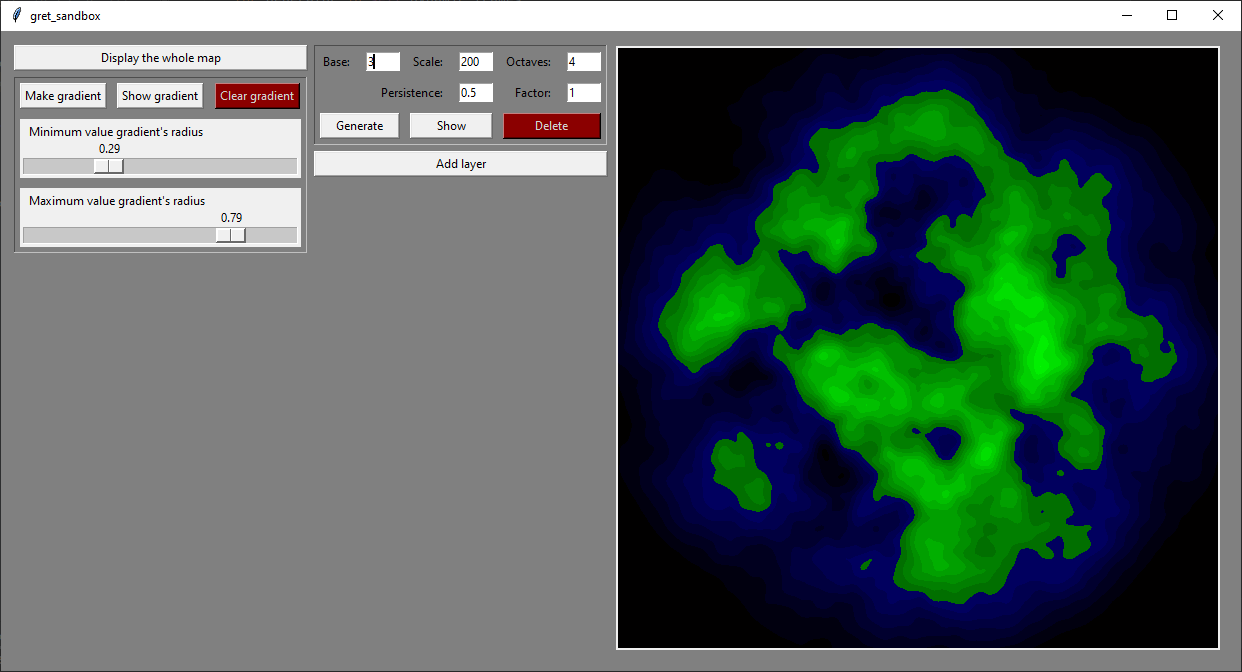 gret_sandbox
Display the whole map
Make gradient
Show gradient
Clear gradient
Minimum value gradient's radius
0.29
Maximum value gradient's radius
0.79
Base: 3 Scale: 200 Octaves: 4
Persistence: 0.5 Factor: 1
Generate
Show
Delete
Add layer